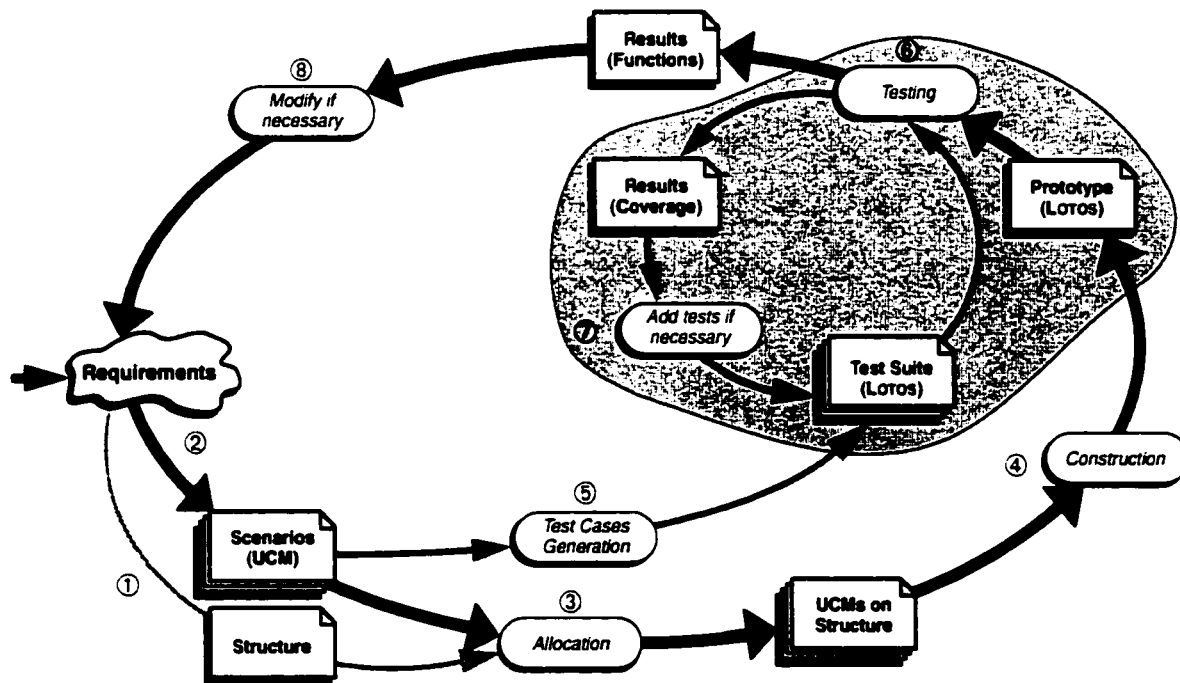 Results
(Functions)
⑥
Testing
⑧
Modify if
necessary
Results
(Coverage)
Prototype
(LOTOS)
⑦
Add tests if
necessary
Requirements
Test Suite
(LOTOS)
②
④
Construction
⑤
Test Cases
Generation
Scenarios
(UCM)
①
③
Structure
Allocation
UCMs on
Structure